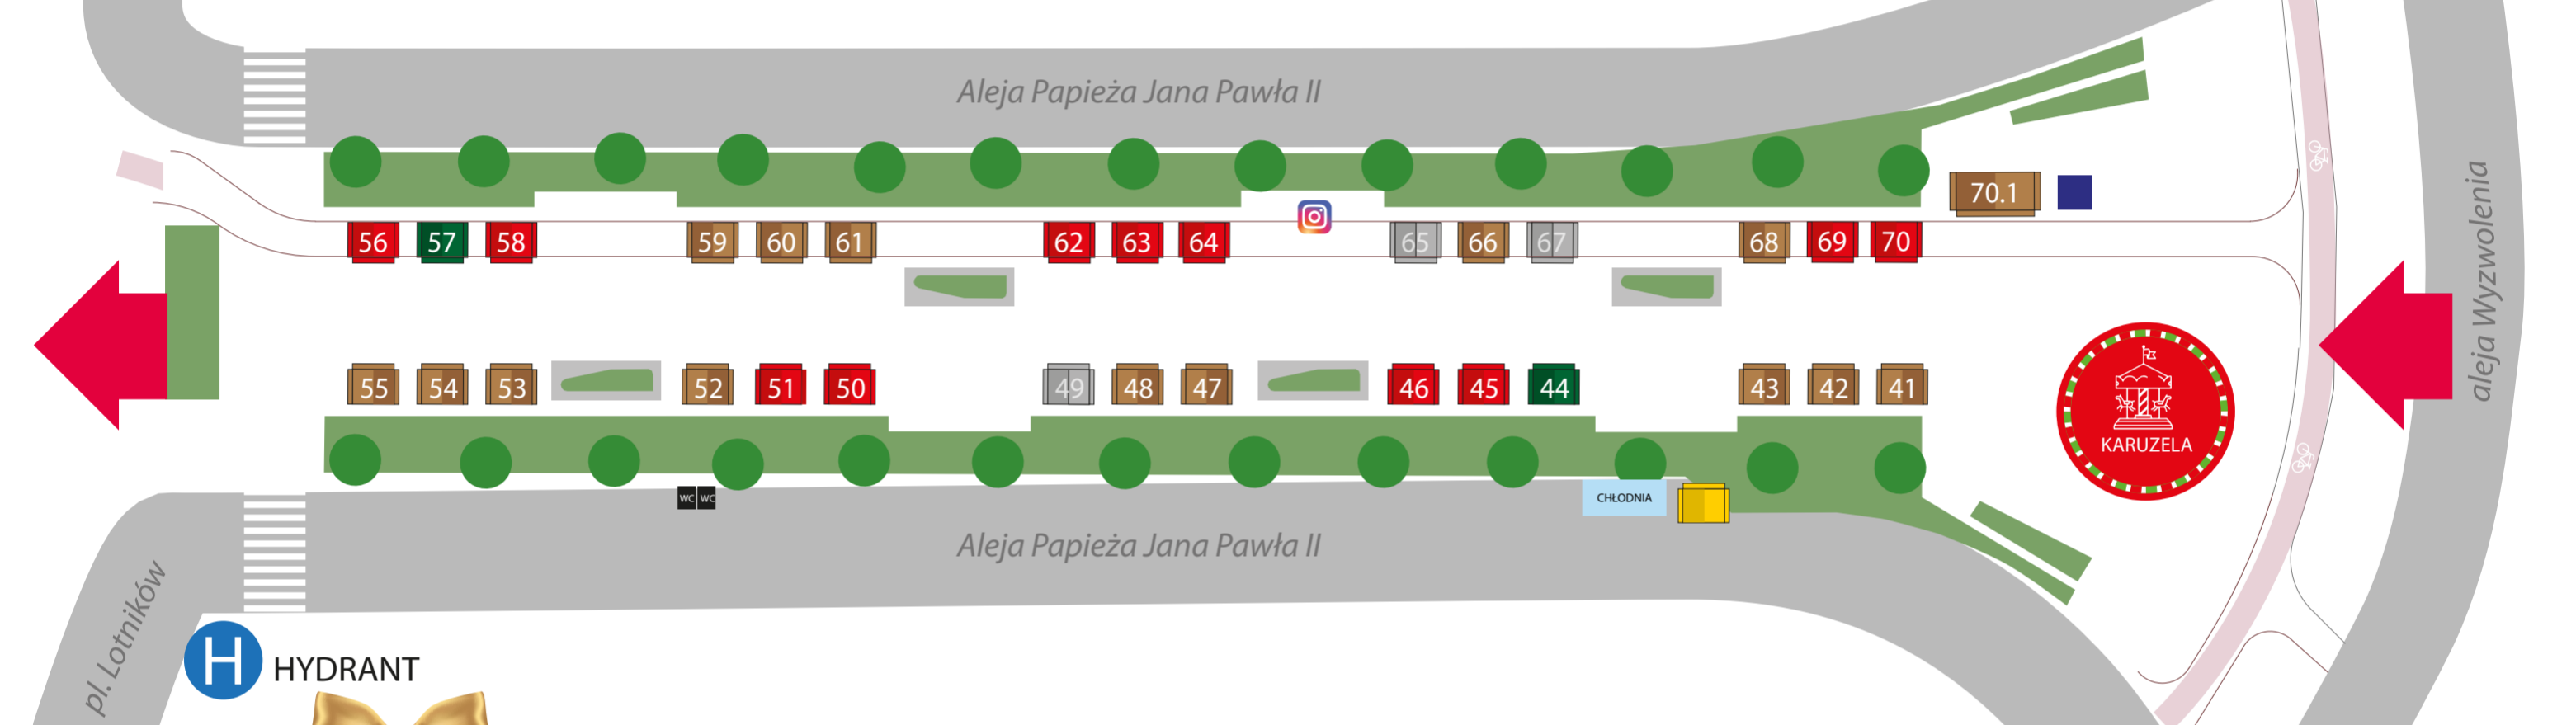 Aleja Papieża Jana Pawła II
70.1
56 57 58 59 60 61 62 63 64 65 66 67 68 69 70
aleja Wyzwolenia
55 54 53 52 51 50 49 48 47 46 45 44 43 42 41
KARUZELA
WC WC
CHŁODNIA
Aleja Papieża Jana Pawła II
pl. Lotników
H HYDRANT